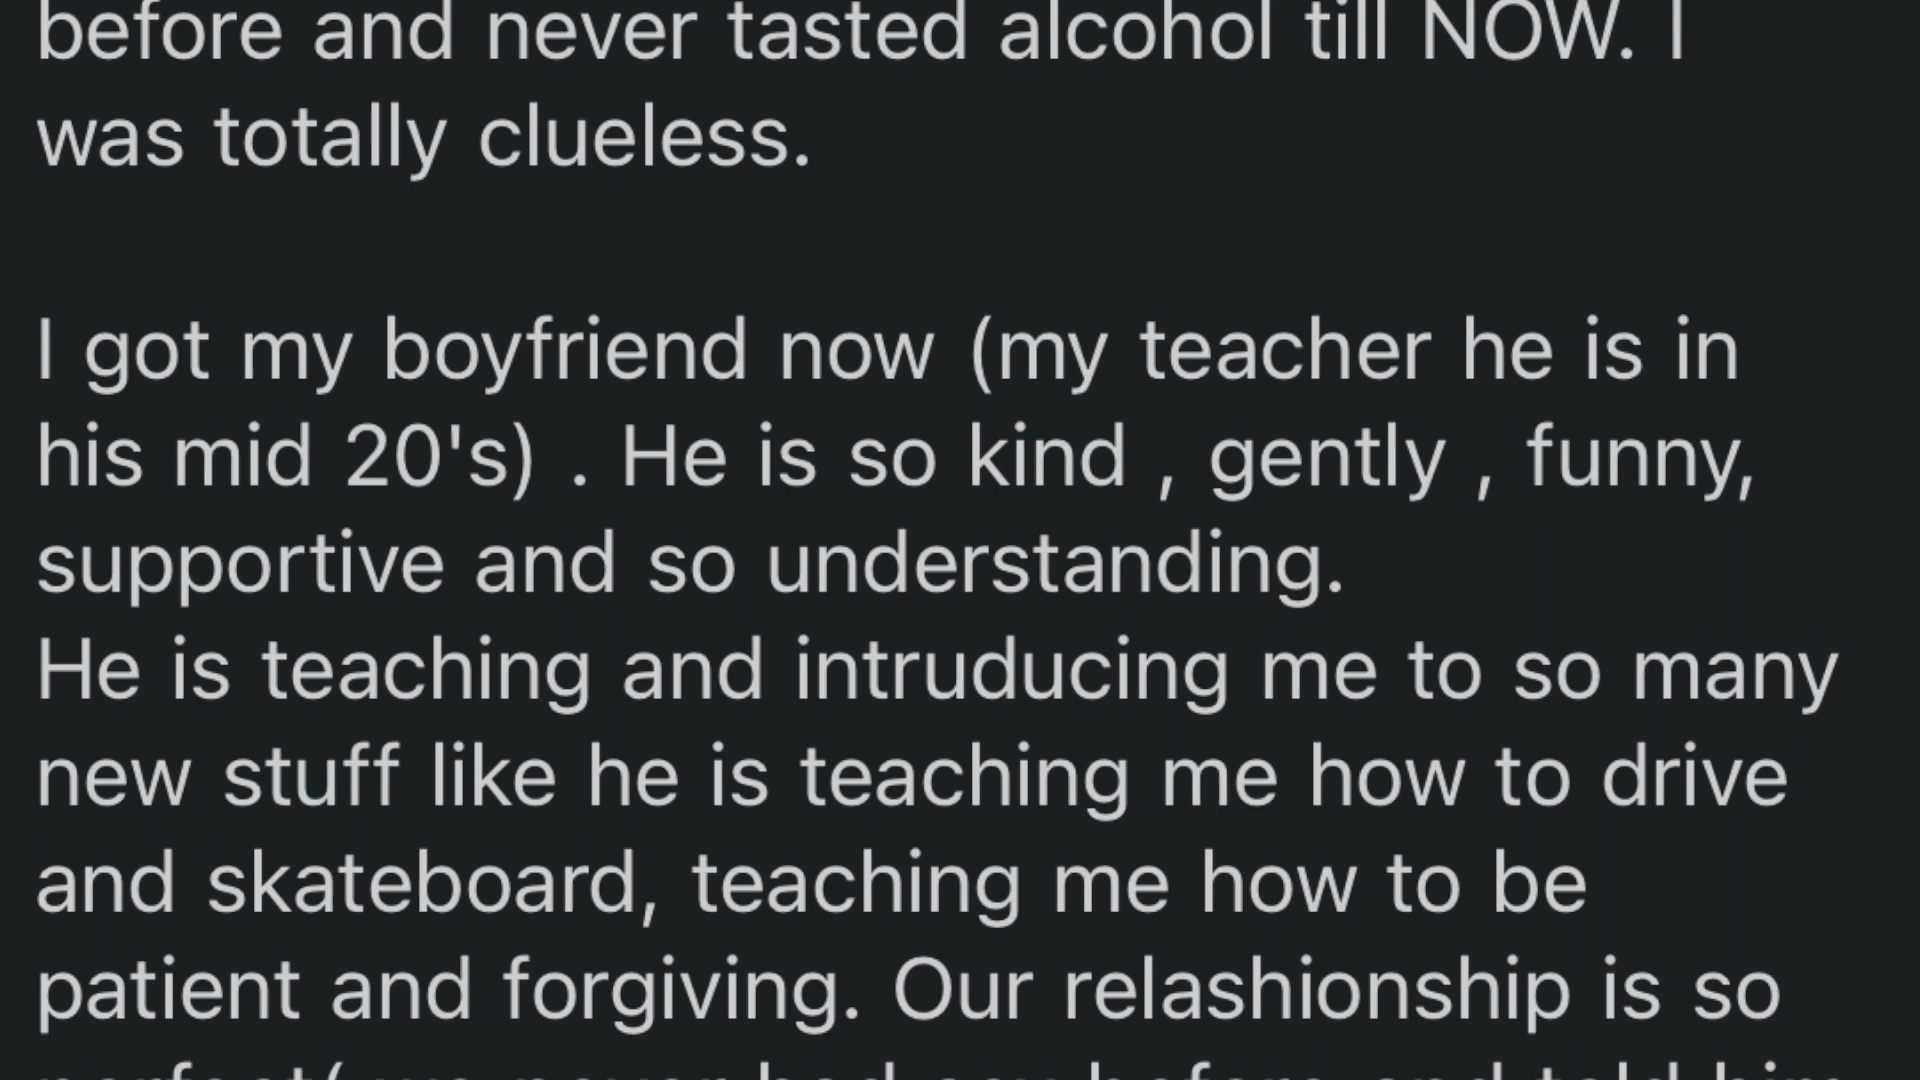 before and never tasted alcohol till NOW. I
was totally clueless.
I got my boyfriend now (my teacher he is in
his mid 20's) . He is so kind , gently , funny,
supportive and so understanding.
He is teaching and intruducing me to so many
new stuff like he is teaching me how to drive
and skateboard, teaching me how to be
patient and forgiving. Our relashionship is so